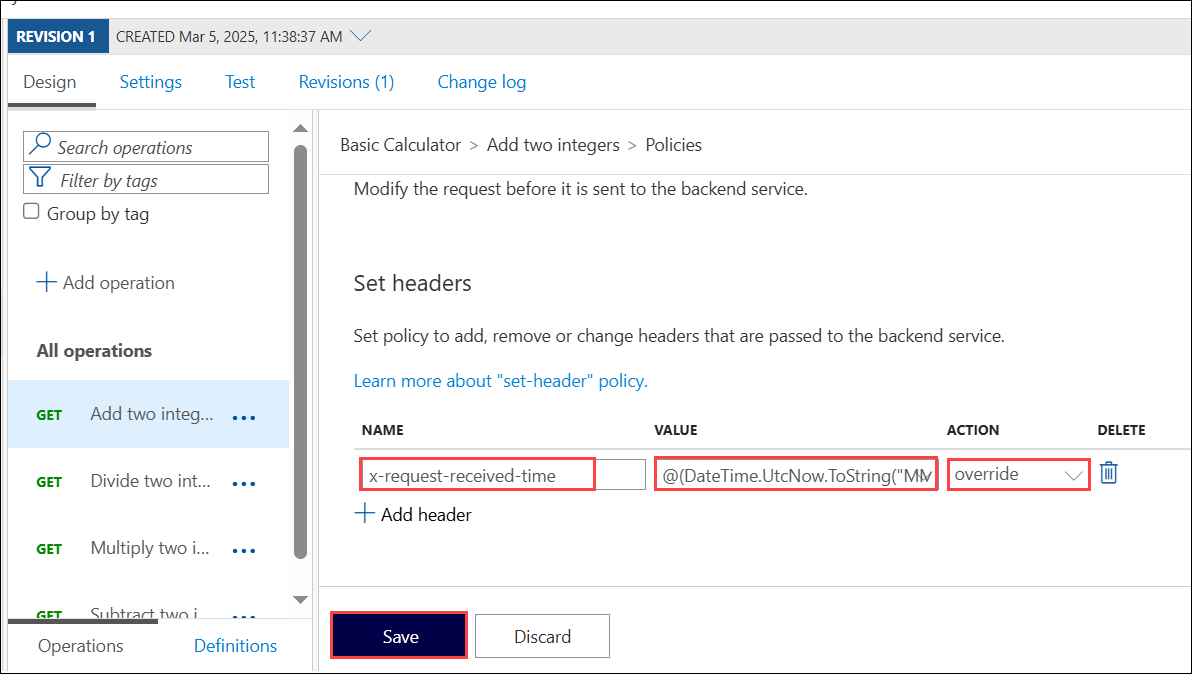 REVISION 1 CREATED Mar 5, 2025, 11:38:37 AM
Design Settings Test Revisions (1) Change log
Search operations
Filter by tags
Group by tag
Add operation
All operations
GET Add two integ... •••
GET Divide two int... •••
GET Multiply two i... •••
GET Subtract two i
Operations Definitions
Basic Calculator > Add two integers > Policies
Modify the request before it is sent to the backend service.
Set headers
Set policy to add, remove or change headers that are passed to the backend service.
Learn more about "set-header" policy.
NAME VALUE ACTION DELETE
x-request-received-time @(DateTime.UtcNow.ToString("MM override
Add header
Save Discard